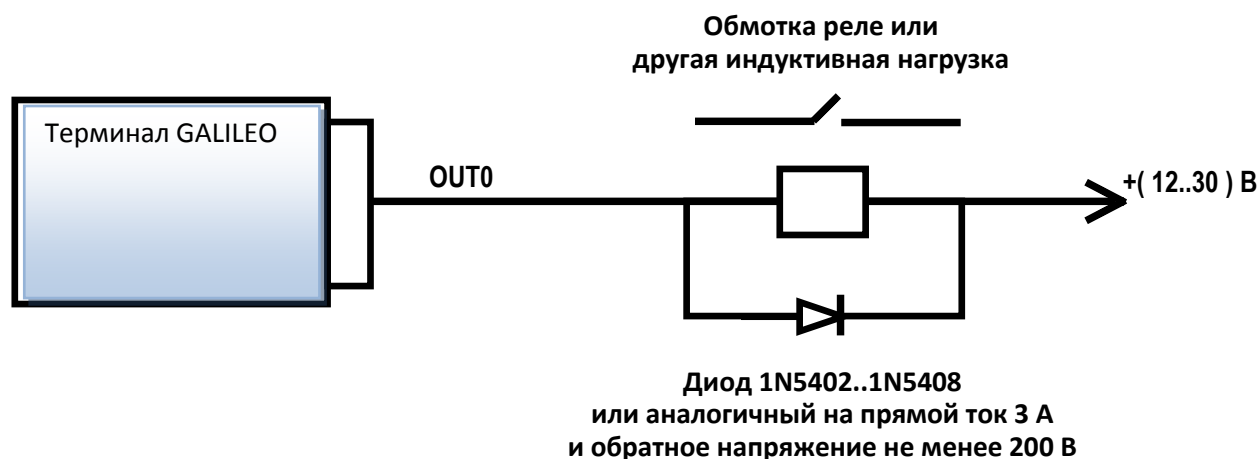 Обмотка реле или
другая индуктивная нагрузка
Терминал GALILEO
OUT0
+( 12..30 ) В
Диод 1N5402..1N5408
или аналогичный на прямой ток 3 А
и обратное напряжение не менее 200 В